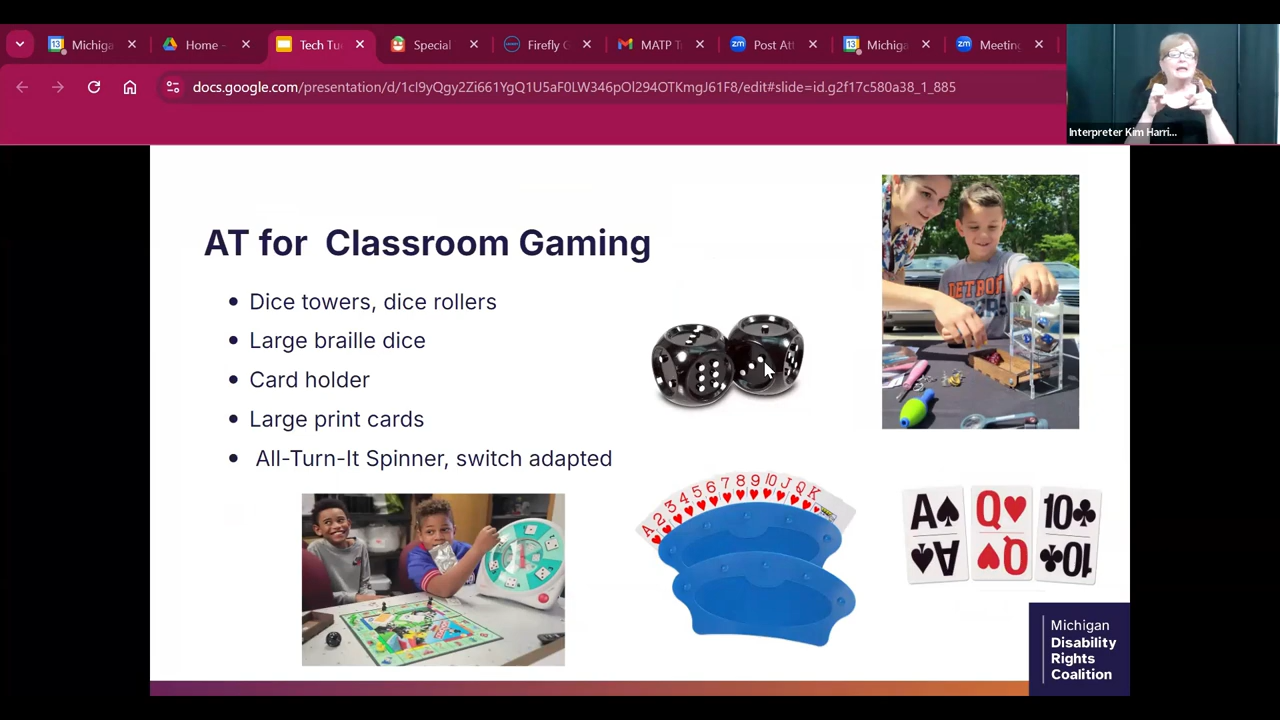 Michiga
Home
Tech Tu
Special
Firefly
MATP T
Post Att
Michiga
Meeting
docs.google.com/presentation/d/1cI9yQgy2Zi661YgQ1U5aF0LW346pOl294OTKmgJ61F8/edit#slide=id.g2f17c580a38_1_885
Interpreter Kim Harri...
AT for Classroom Gaming
Dice towers, dice rollers
Large braille dice
Card holder
Large print cards
All-Turn-It Spinner, switch adapted
DETROIT
A 2 3 4 5 6 7 8 9 10 J Q K
A Q 10
A Q 10
Michigan
Disability
Rights
Coalition